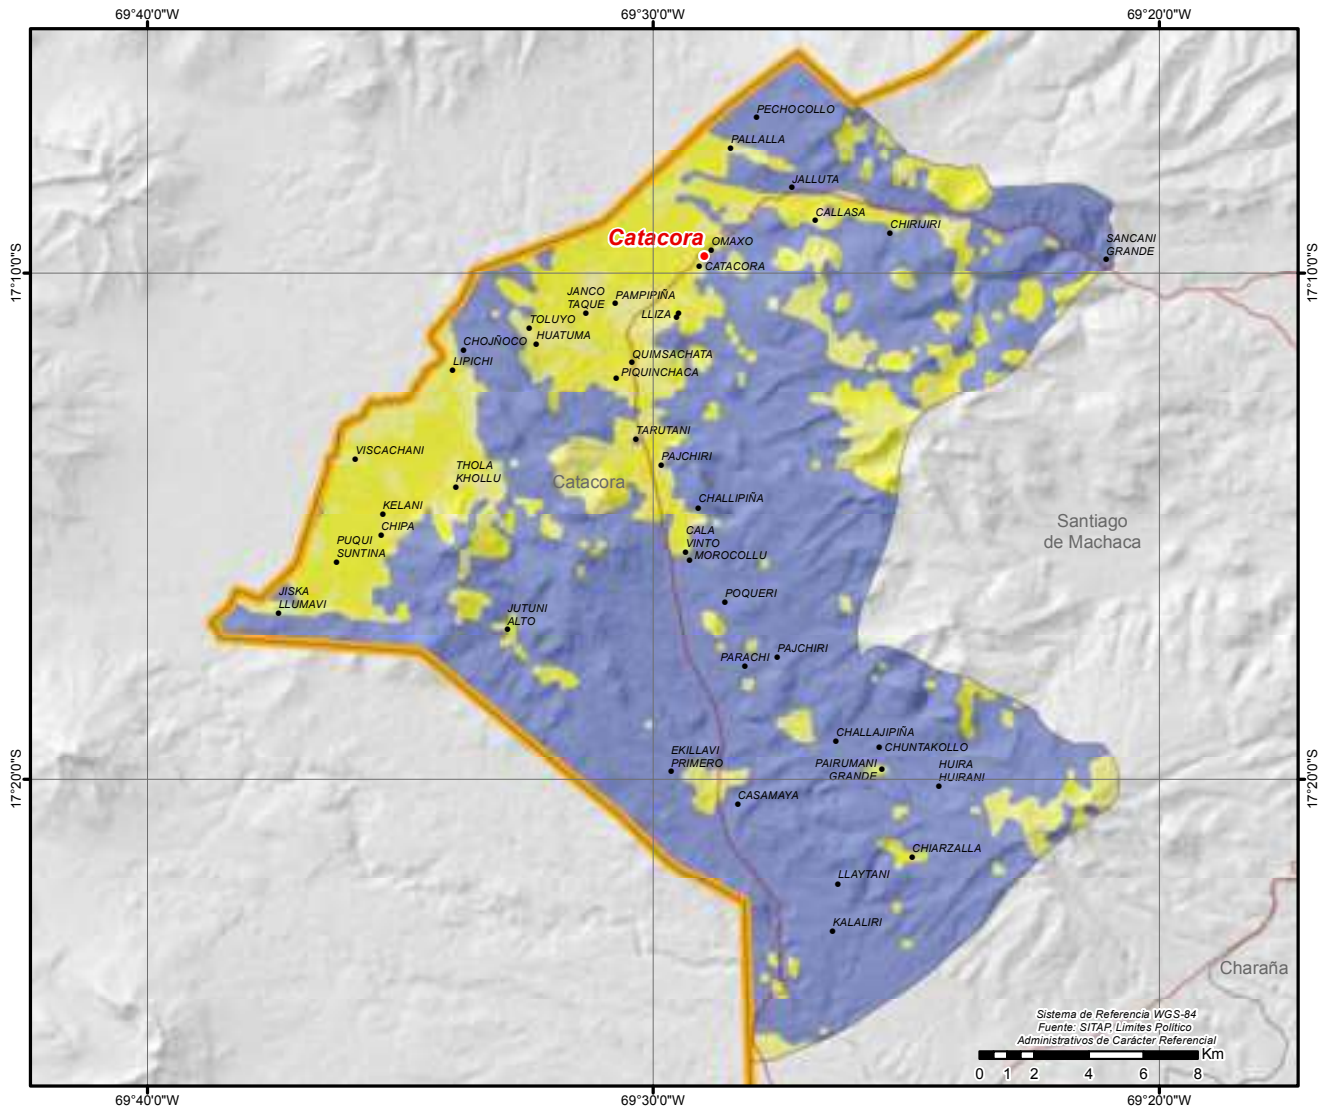 69°40'0"W
69°30'0"W
69°20'0"W
PECHOCOLLO
PALLALLA
JALLUTA
CALLASA
CHIRIJIRI
Catacora
OMAXO
SANCANI
GRANDE
CATACORA
17°10'0"S
17°10'0"S
JANCO
TAQUE
PAMPIPIÑA
LLIZA
TOLUYO
HUATUMA
CHOJÑOCO
LIPICHI
QUIMSACHATA
PIQUINCHACA
TARUTANI
VISCACHANI
PAJCHIRI
THOLA
KHOLLU
Catacora
CHALLIPIÑA
KELANI
CHIPA
Santiago
de Machaca
CALA
VINTO
MOROCOLLU
PUQUI
SUNTINA
JISKA
LLUMAVI
POQUERI
JUTUNI
ALTO
PARACHI
PAJCHIRI
CHALLAJIPIÑA
CHUNTAKOLLO
EKILLAVI
PRIMERO
PAIRUMANI
GRANDE
HUIRA
HUIRANI
17°20'0"S
17°20'0"S
CASAMAYA
CHIARZALLA
LLAYTANI
KALALIRI
Charaña
Sistema de Referencia WGS-84
Fuente: SITAP, Limites Político
Administrativos de Carácter Referencial
Km
0 1 2 4 6 8
69°40'0"W
69°30'0"W
69°20'0"W